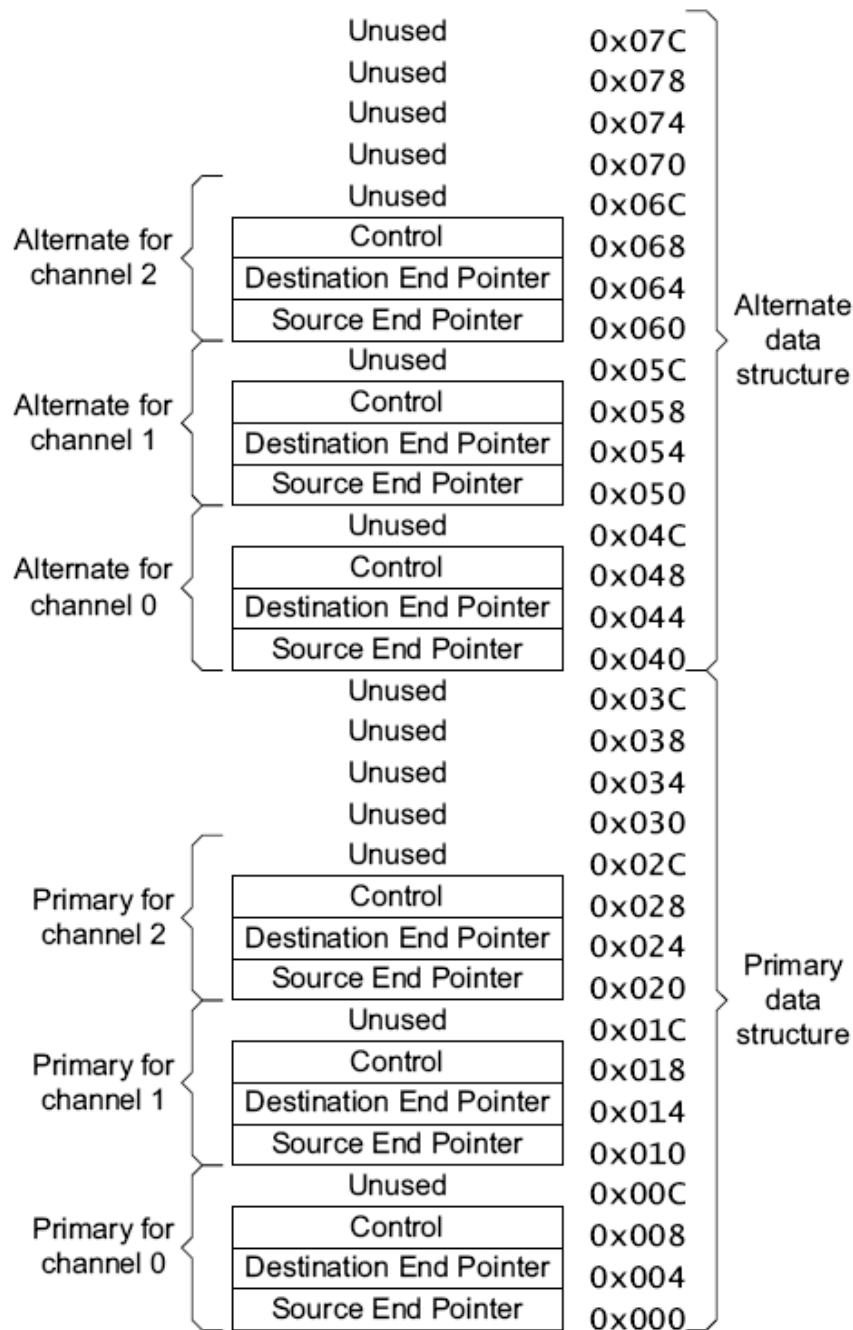 Unused 0x07C
Unused 0x078
Unused 0x074
Unused 0x070
Unused 0x06C
Alternate for
channel 2
Control 0x068
Destination End Pointer 0x064
Source End Pointer 0x060
Alternate
data
structure
Unused 0x05C
Alternate for
channel 1
Control 0x058
Destination End Pointer 0x054
Source End Pointer 0x050
Unused 0x04C
Alternate for
channel 0
Control 0x048
Destination End Pointer 0x044
Source End Pointer 0x040
Unused 0x03C
Unused 0x038
Unused 0x034
Unused 0x030
Unused 0x02C
Primary for
channel 2
Control 0x028
Destination End Pointer 0x024
Source End Pointer 0x020
Primary
data
structure
Unused 0x01C
Primary for
channel 1
Control 0x018
Destination End Pointer 0x014
Source End Pointer 0x010
Unused 0x00C
Primary for
channel 0
Control 0x008
Destination End Pointer 0x004
Source End Pointer 0x000